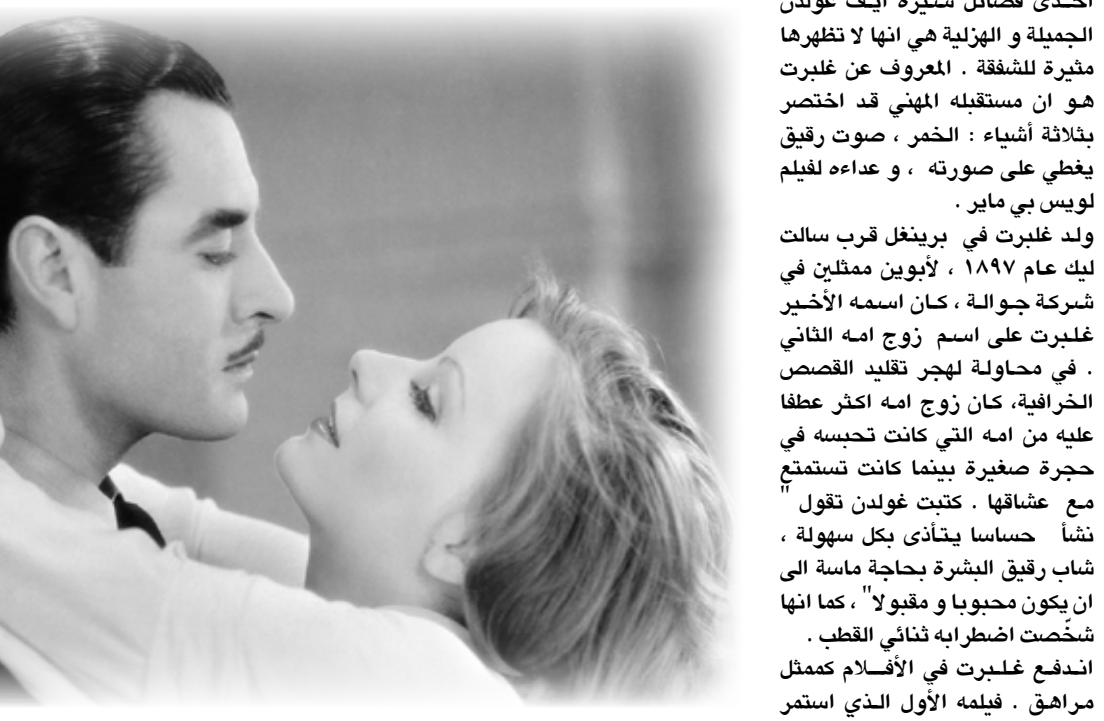 احدى فضائل سيرة ايف غولدن
الجميلة و الهزلية هي انها لا تظهرها
مثيرة للشفقة . المعروف عن غلبرت
هو ان مستقبله المهني قد اختصر
بثلاثة أشياء : الخمر ، صوت رقيق
يغطي على صورته ، و عداءه لفيلم
لويس بي ماير .
ولد غلبرت في برينغل قرب سالت
ليك عام ١٨٩٧ ، لأبوين ممثلين في
شركة جوالة ، كان اسمه الأخير
غلبرت على اسم زوج امه الثاني
. في محاولة لهجر تقليد القصص
الخرافية، كان زوج امه اكثر عطفا
عليه من امه التي كانت تحبسه في
حجرة صغيرة بينما كانت تستمتع
مع عشاقها . كتبت غولدن تقول "
نشأ حساسا يتأذى بكل سهولة ،
شاب رقيق البشرة بحاجة ماسة الى
ان يكون محبوبا و مقبولا" ، كما انها
شخّصت اضطرابه ثنائي القطب .
اندفع غلبرت في الأفلام كممثل
مراهق . فيلمه الأول الذي استمر